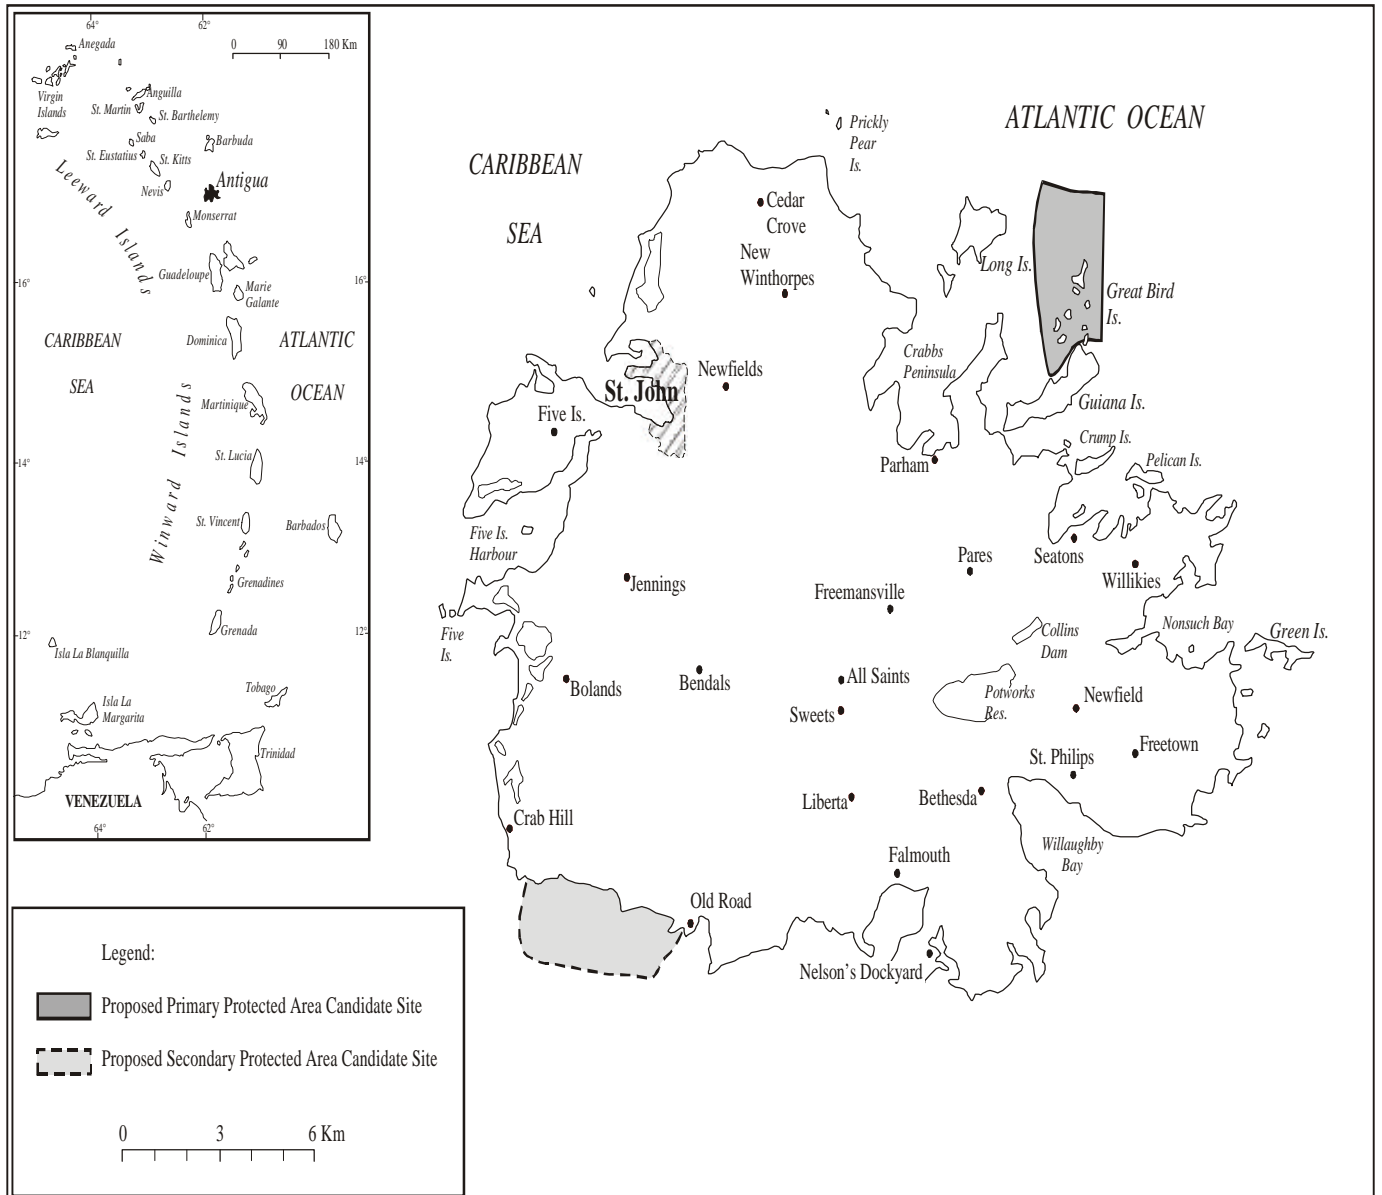 64°
62°
0 90 180 Km
Anegada
Virgin
Islands
Anguilla
St. Martin
St. Barthelemy
Saba
Barbuda
St. Eustatius
St. Kitts
Nevis
Antigua
Monserrat
Leeward Islands
Guadeloupe
16°
16°
Marie
Galante
CARIBBEAN
SEA
Dominica
ATLANTIC
OCEAN
Martinique
Winward Islands
St. Lucia
14°
14°
St. Vincent
Barbados
Grenadines
Grenada
12°
12°
Isla La Blanquilla
Tobago
Isla La
Margarita
Trinidad
VENEZUELA
64°
62°
ATLANTIC OCEAN
CARIBBEAN
SEA
Prickly
Pear
Is.
Cedar
Crove
New
Winthorpes
Long Is.
Great Bird
Is.
Crabbs
Peninsula
Newfields
St. John
Five Is.
Guiana Is.
Crump Is.
Pelican Is.
Parham
Five Is.
Harbour
Seatons
Pares
Willikies
Jennings
Freemansville
Five
Is.
Collins
Dam
Nonsuch Bay
Green Is.
Bolands
Bendals
All Saints
Potworks
Res.
Newfield
Sweets
Freetown
St. Philips
Liberta
Bethesda
Crab Hill
Willaughby
Bay
Falmouth
Old Road
Nelson's Dockyard
Legend:
Proposed Primary Protected Area Candidate Site
Proposed Secondary Protected Area Candidate Site
0 3 6 Km